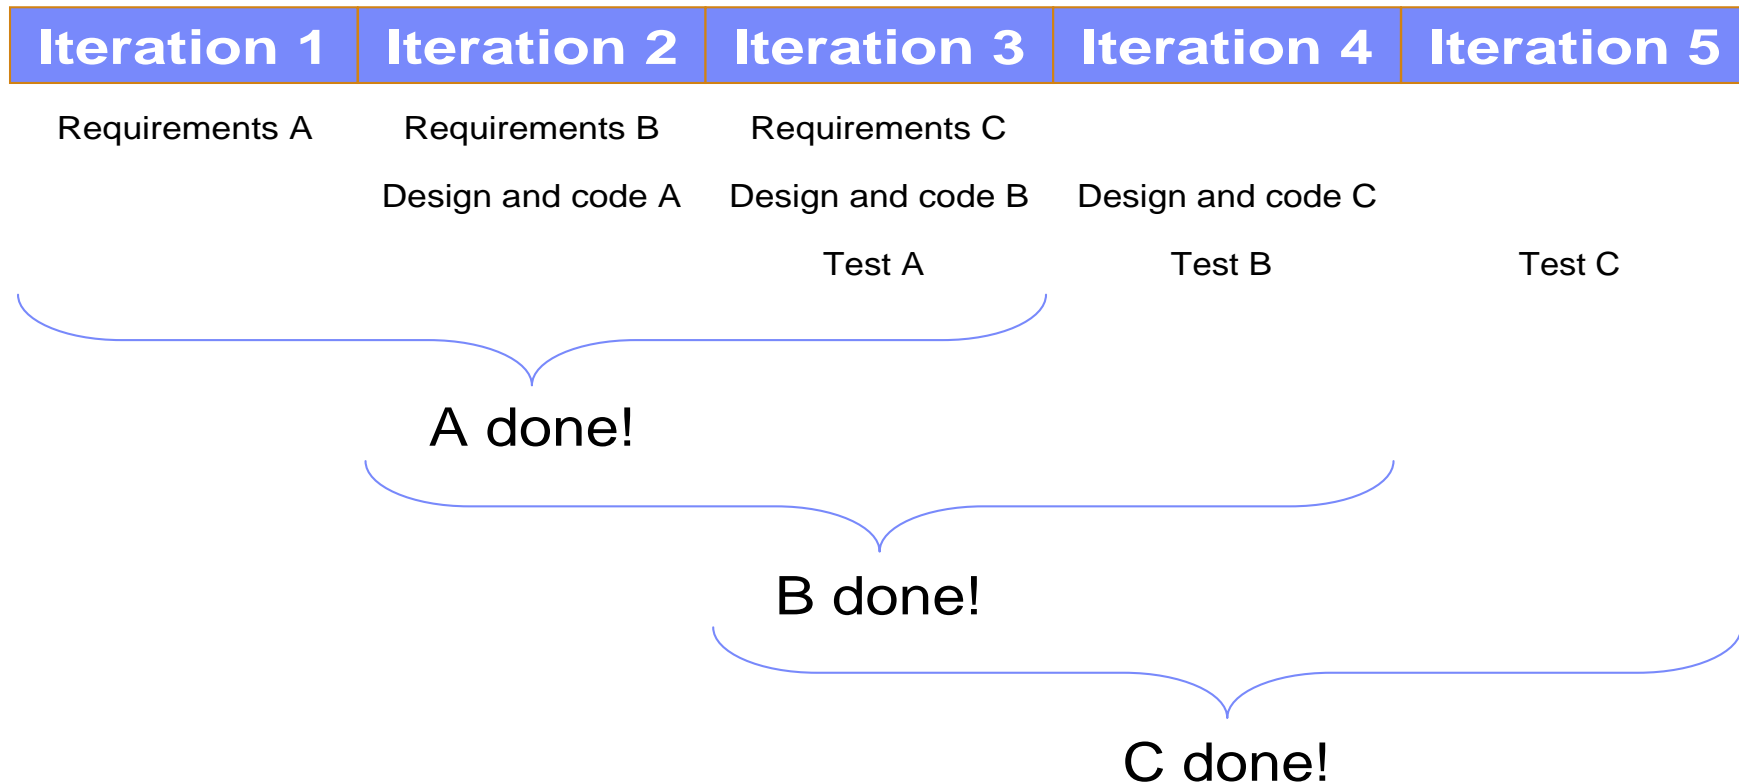 Iteration 1 Iteration 2 Iteration 3 Iteration 4 Iteration 5
Requirements A Requirements B Requirements C
Design and code A Design and code B Design and code C
Test A Test B Test C
A done!
B done!
C done!